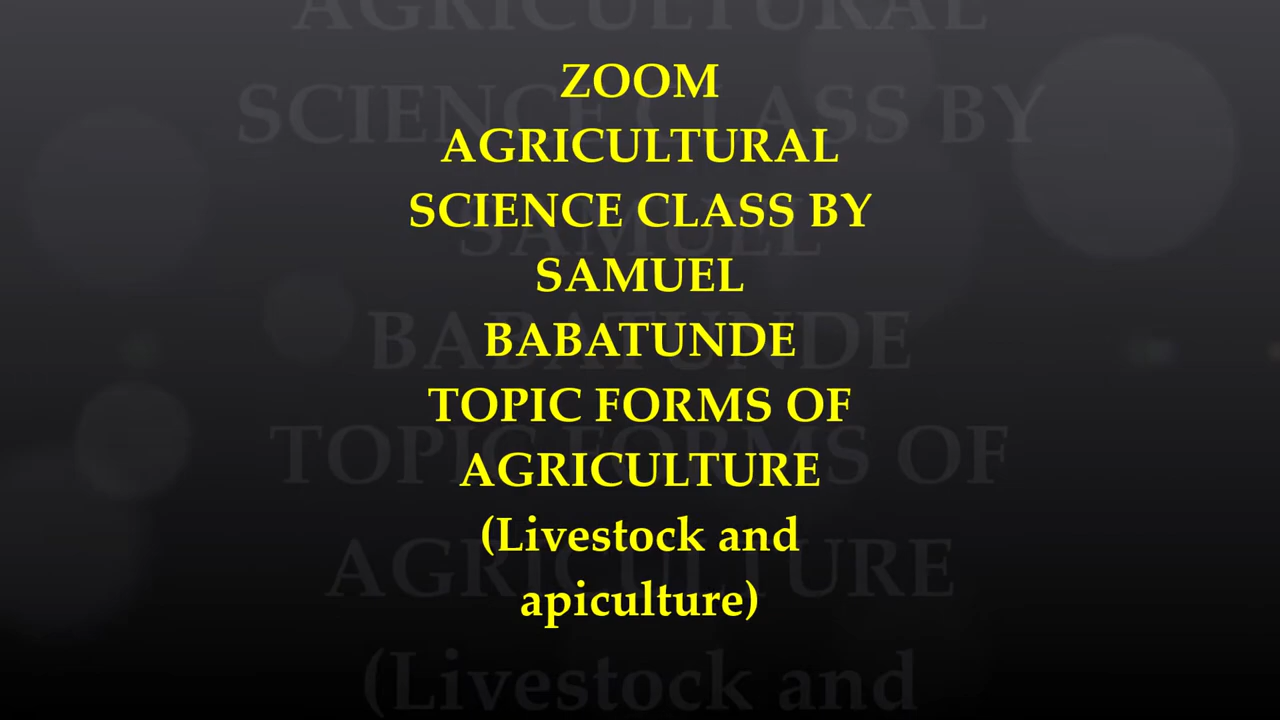 ZOOM
AGRICULTURAL
SCIENCE CLASS BY
SAMUEL
BABATUNDE
TOPIC FORMS OF
AGRICULTURE
(Livestock and
apiculture)